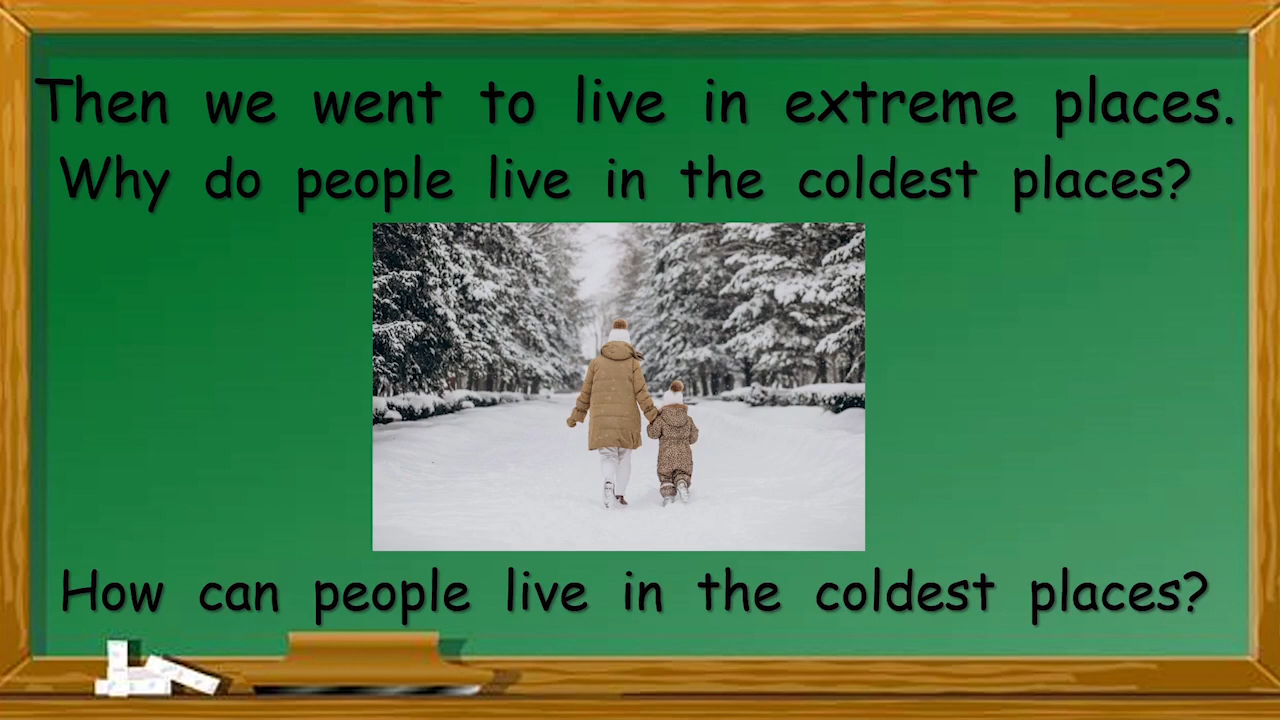 Then we went to live in extreme places.
Why do people live in the coldest places?
How can people live in the coldest places?